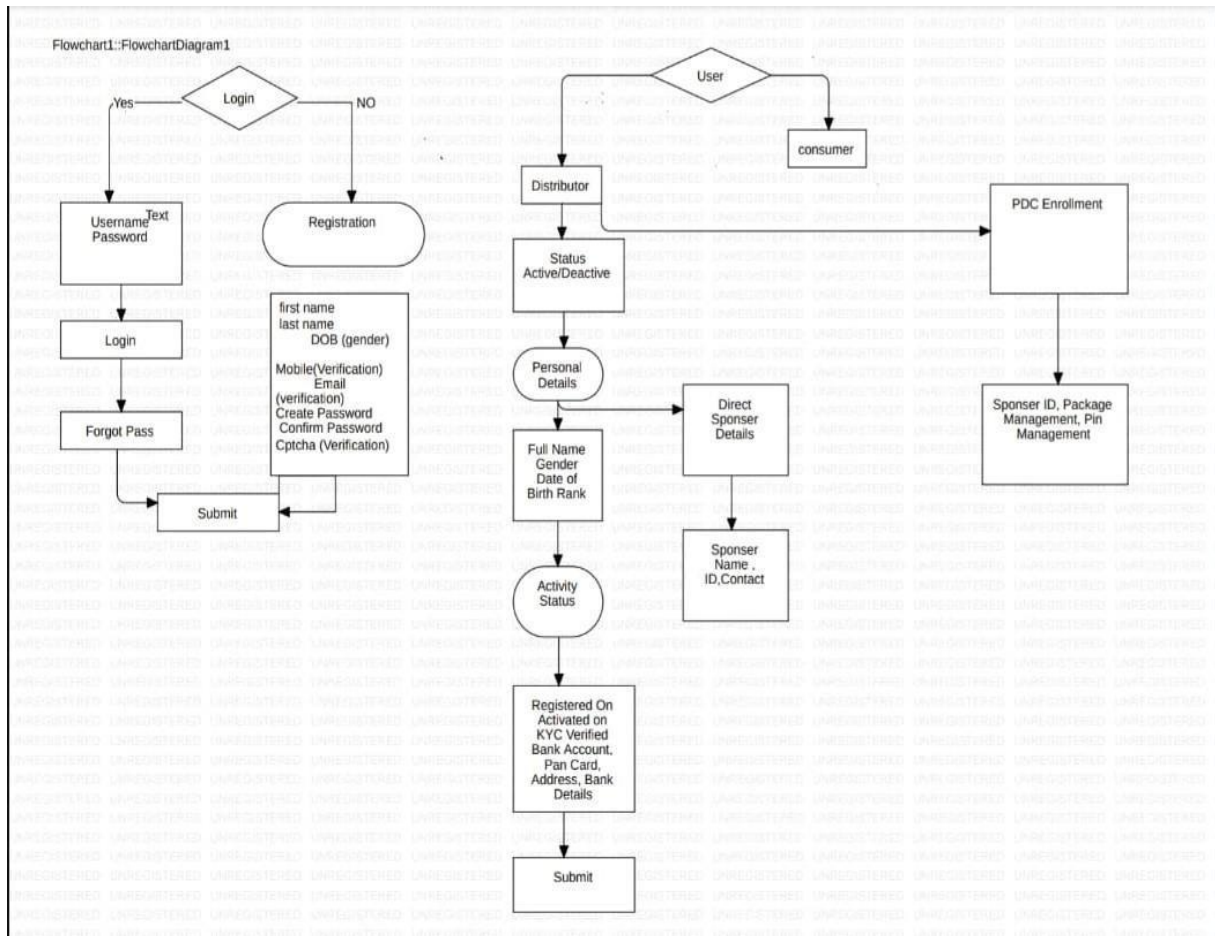 Flowchart1::FlowchartDiagram1
Login
Yes
NO
Text
Username
Password
Registration
Login
Forgot Pass
first name
last name
DOB (gender)
Mobile(Verification)
Email
(verification)
Create Password
Confirm Password
Cptcha (Verification)
Submit
User
consumer
Distributor
Status
Active/Deactive
Personal
Details
Full Name
Gender
Date of
Birth Rank
Activity
Status
Registered On
Activated on
KYC Verified
Bank Account,
Pan Card,
Address, Bank
Details
Submit
Direct
Sponser
Details
Sponser
Name ,
ID,Contact
PDC Enrollment
Sponser ID, Package
Management, Pin
Management
UNREGISTERED